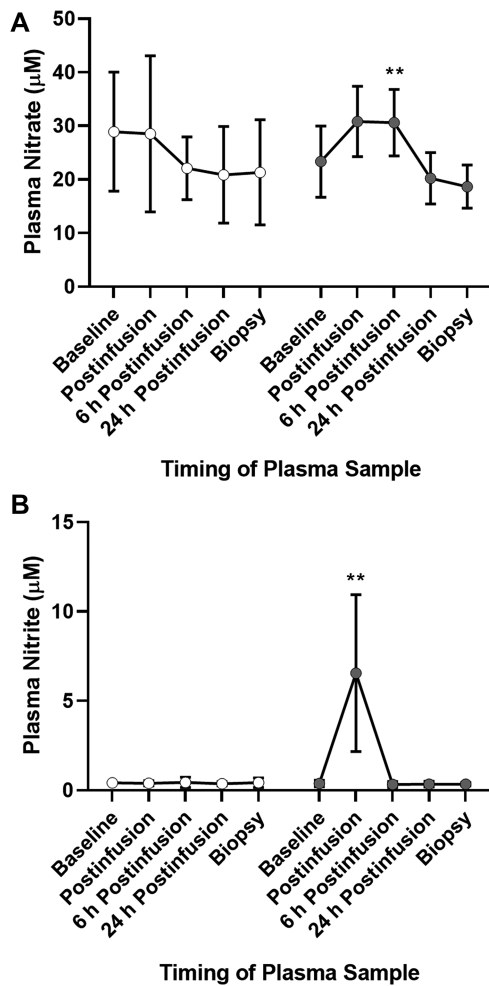 A
Plasma Nitrate (μM)
50
40
30
20
10
0
**
Baseline
Postinfusion
6 h Postinfusion
24 h Postinfusion
Biopsy
Baseline
Postinfusion
6 h Postinfusion
24 h Postinfusion
Biopsy
Timing of Plasma Sample
B
Plasma Nitrite (μM)
15
10
5
0
**
Baseline
Postinfusion
6 h Postinfusion
24 h Postinfusion
Biopsy
Baseline
Postinfusion
6 h Postinfusion
24 h Postinfusion
Biopsy
Timing of Plasma Sample